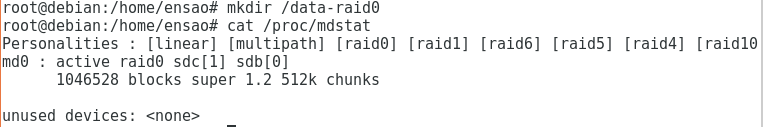 root@debian:/home/ensao# mkdir /data-raid0
root@debian:/home/ensao# cat /proc/mdstat
Personalities : [linear] [multipath] [raid0] [raid1] [raid6] [raid5] [raid4] [raid10
md0 : active raid0 sdc[1] sdb[0]
      1046528 blocks super 1.2 512k chunks
unused devices: <none>